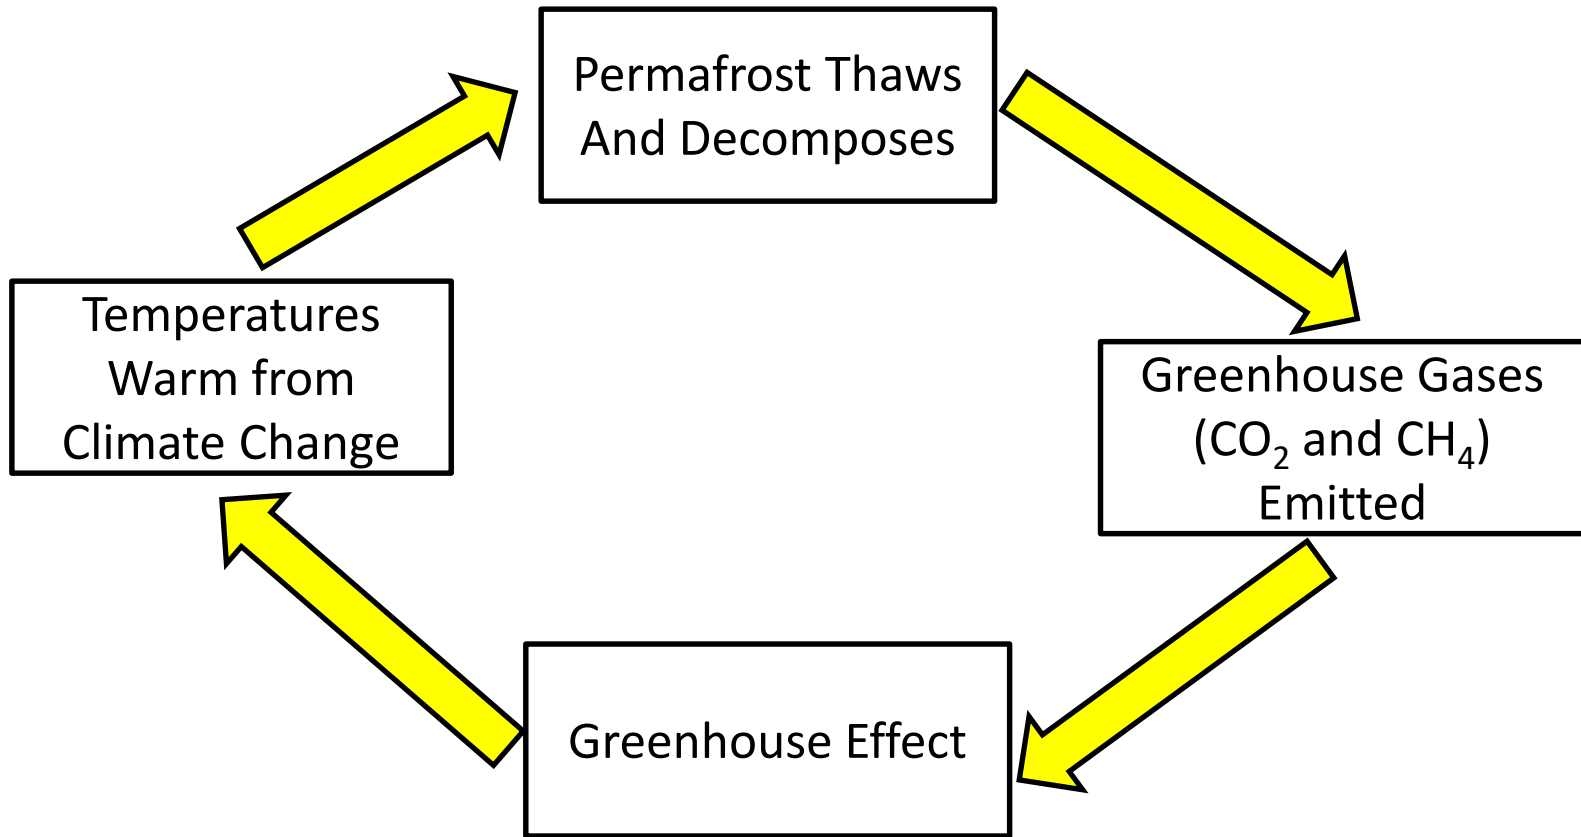 Permafrost Thaws
And Decomposes
Temperatures
Warm from
Climate Change
Greenhouse Gases
(CO₂ and CH₄)
Emitted
Greenhouse Effect